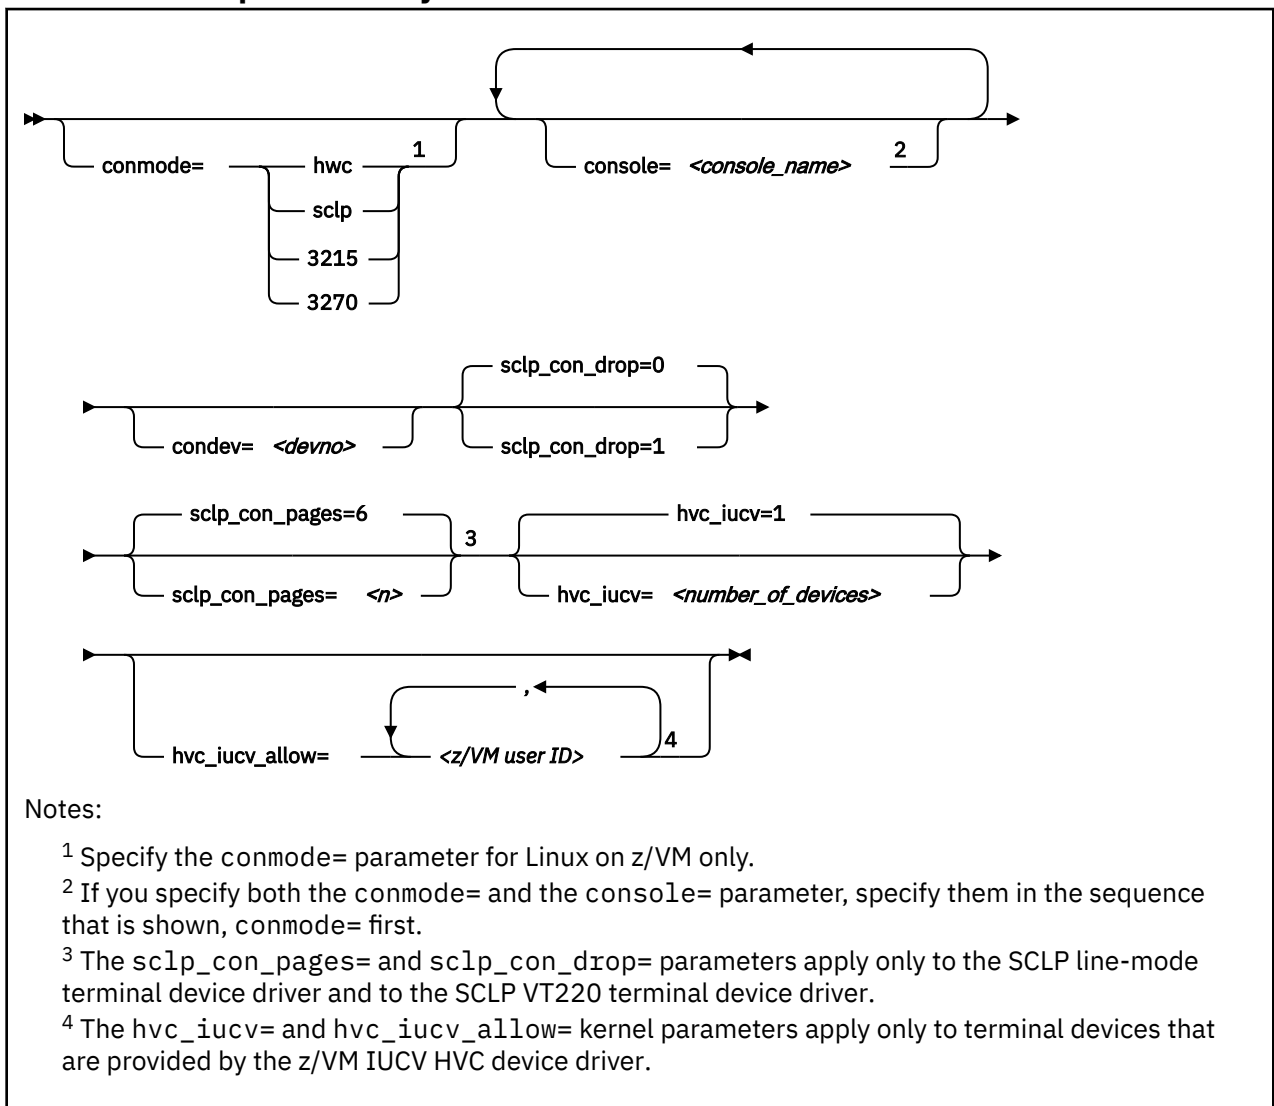 conmode= hwc 1 console= <console_name> 2
sclp
3215
3270
sclp_con_drop=0
condev= <devno> sclp_con_drop=1
sclp_con_pages=6 hvc_iucv=1
3
sclp_con_pages= <n> hvc_iucv= <number_of_devices>
,
hvc_iucv_allow= <z/VM user ID> 4
Notes:
1 Specify the conmode= parameter for Linux on z/VM only.
2 If you specify both the conmode= and the console= parameter, specify them in the sequence
that is shown, conmode= first.
3 The sclp_con_pages= and sclp_con_drop= parameters apply only to the SCLP line-mode
terminal device driver and to the SCLP VT220 terminal device driver.
4 The hvc_iucv= and hvc_iucv_allow= kernel parameters apply only to terminal devices that
are provided by the z/VM IUCV HVC device driver.